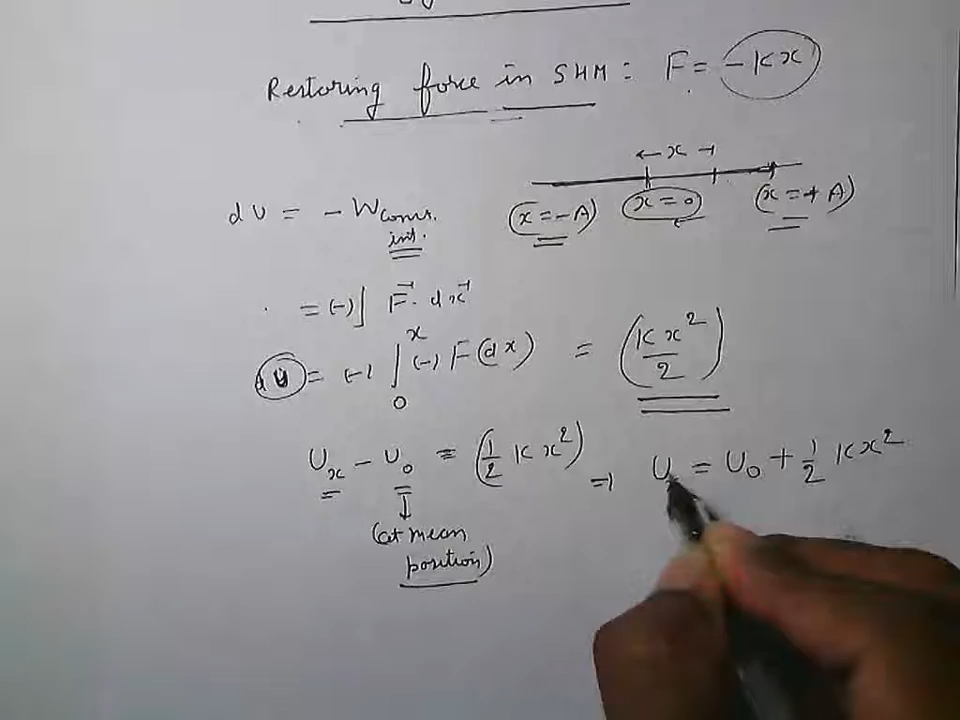 Restoring force in SHM: F = -Kx
← x →
dU = - Wcons. int.
(x = -A) (x = 0) (x = +A)
= (-)∫ F⃗ · dx⃗
dU = (-) ∫₀ˣ (-) F(dx) = (Kx²/2)
Uₓ - U₀ = (1/2 Kx²) ⇒ Uₓ = U₀ + 1/2 Kx²
(at mean
position)